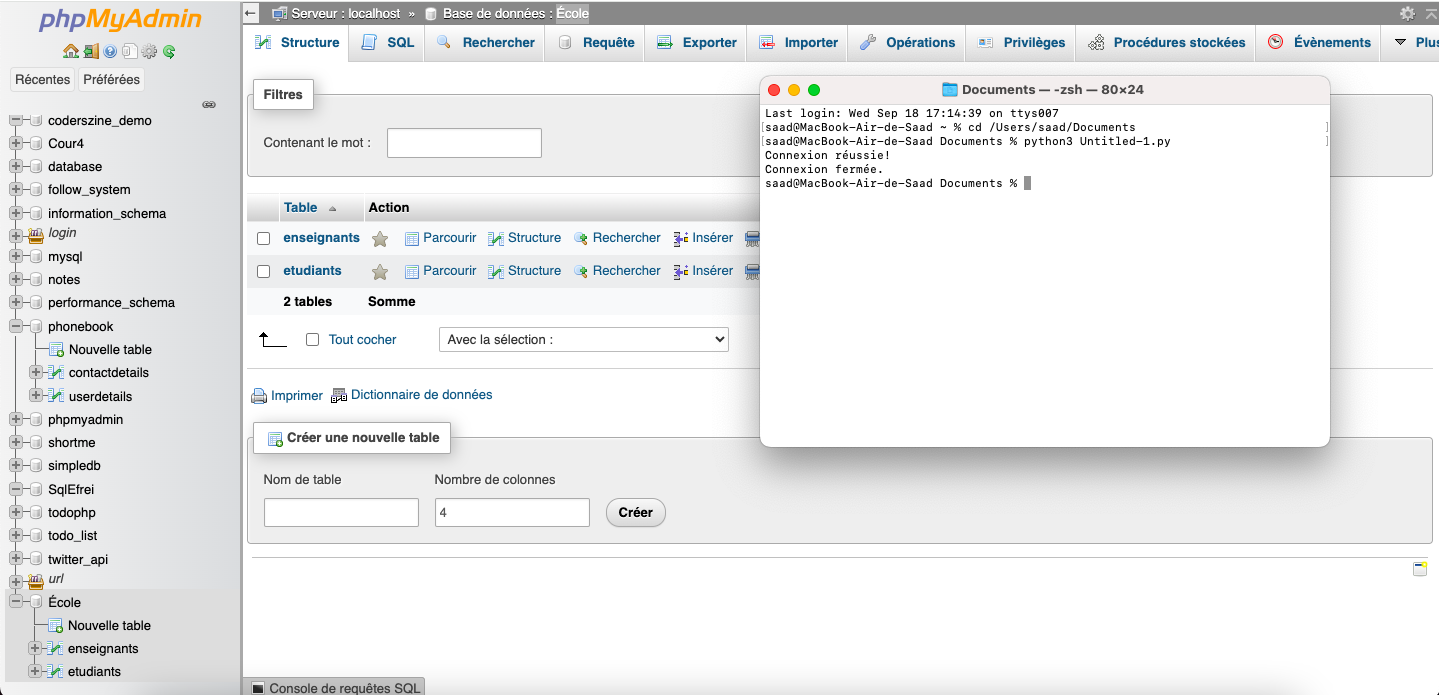 phpMyAdmin
Récentes Préférées
coderszine_demo
Cour4
database
follow_system
information_schema
login
mysql
notes
performance_schema
phonebook
Nouvelle table
contactdetails
userdetails
phpmyadmin
shortme
simpledb
SqlEfrei
todophp
todo_list
twitter_api
url
École
Nouvelle table
enseignants
etudiants
Serveur : localhost » Base de données : École
Structure SQL Rechercher Requête Exporter Importer Opérations Privilèges Procédures stockées Évènements Plus
Filtres
Contenant le mot :
Table Action
enseignants Parcourir Structure Rechercher Insérer
etudiants Parcourir Structure Rechercher Insérer
2 tables Somme
Tout cocher Avec la sélection :
Imprimer Dictionnaire de données
Créer une nouvelle table
Nom de table Nombre de colonnes
4 Créer
Console de requêtes SQL
Documents — -zsh — 80×24
Last login: Wed Sep 18 17:14:39 on ttys007
[saad@MacBook-Air-de-Saad ~ % cd /Users/saad/Documents ]
[saad@MacBook-Air-de-Saad Documents % python3 Untitled-1.py ]
Connexion réussie!
Connexion fermée.
saad@MacBook-Air-de-Saad Documents %